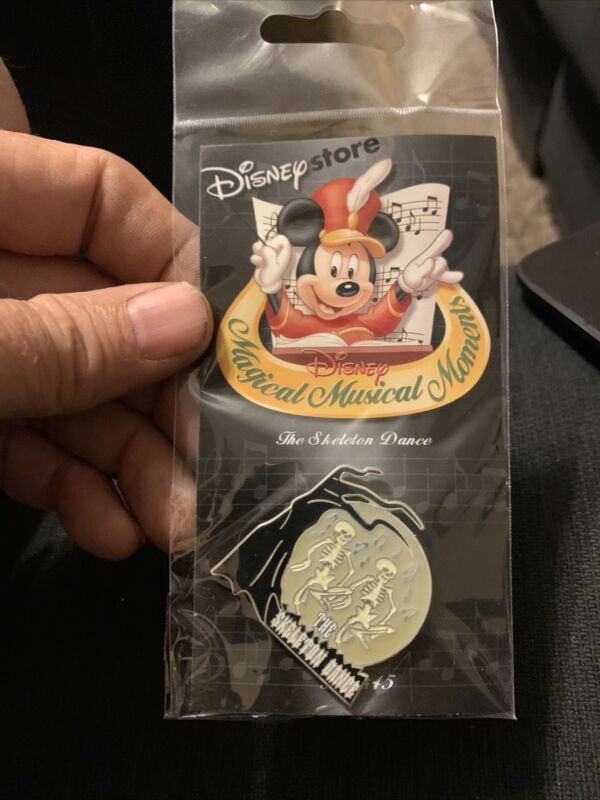 Disney store
Disney
Magical Musical Moments
The Skeleton Dance
THE
SKELETON DANCE
45